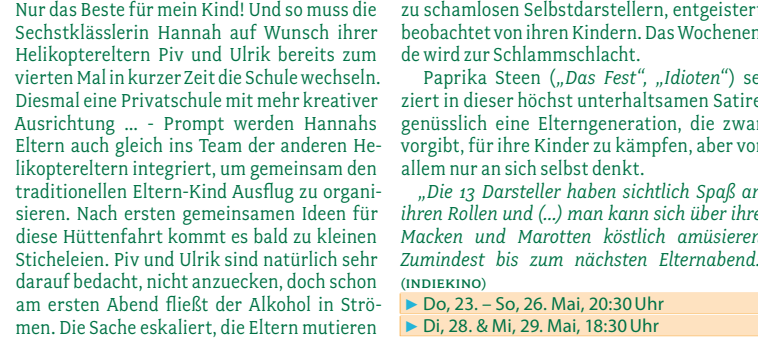 Nur das Beste für mein Kind! Und so muss die
Sechstklässlerin Hannah auf Wunsch ihrer
Helikoptereltern Piv und Ulrik bereits zum
vierten Mal in kurzer Zeit die Schule wechseln.
Diesmal eine Privatschule mit mehr kreativer
Ausrichtung ... - Prompt werden Hannahs
Eltern auch gleich ins Team der anderen He-
likoptereltern integriert, um gemeinsam den
traditionellen Eltern-Kind Ausflug zu organi-
sieren. Nach ersten gemeinsamen Ideen für
diese Hüttenfahrt kommt es bald zu kleinen
Sticheleien. Piv und Ulrik sind natürlich sehr
darauf bedacht, nicht anzuecken, doch schon
am ersten Abend fließt der Alkohol in Strö-
men. Die Sache eskaliert, die Eltern mutieren
zu schamlosen Selbstdarstellern, entgeistert
beobachtet von ihren Kindern. Das Wochenen
de wird zur Schlammschlacht.
Paprika Steen („Das Fest“, „Idioten“) se
ziert in dieser höchst unterhaltsamen Satire
genüsslich eine Elterngeneration, die zwar
vorgibt, für ihre Kinder zu kämpfen, aber vor
allem nur an sich selbst denkt.
„Die 13 Darsteller haben sichtlich Spaß an
ihren Rollen und (...) man kann sich über ihre
Macken und Marotten köstlich amüsieren
Zumindest bis zum nächsten Elternabend.
(INDIEKINO)
► Do, 23. – So, 26. Mai, 20:30 Uhr
► Di, 28. & Mi, 29. Mai, 18:30 Uhr